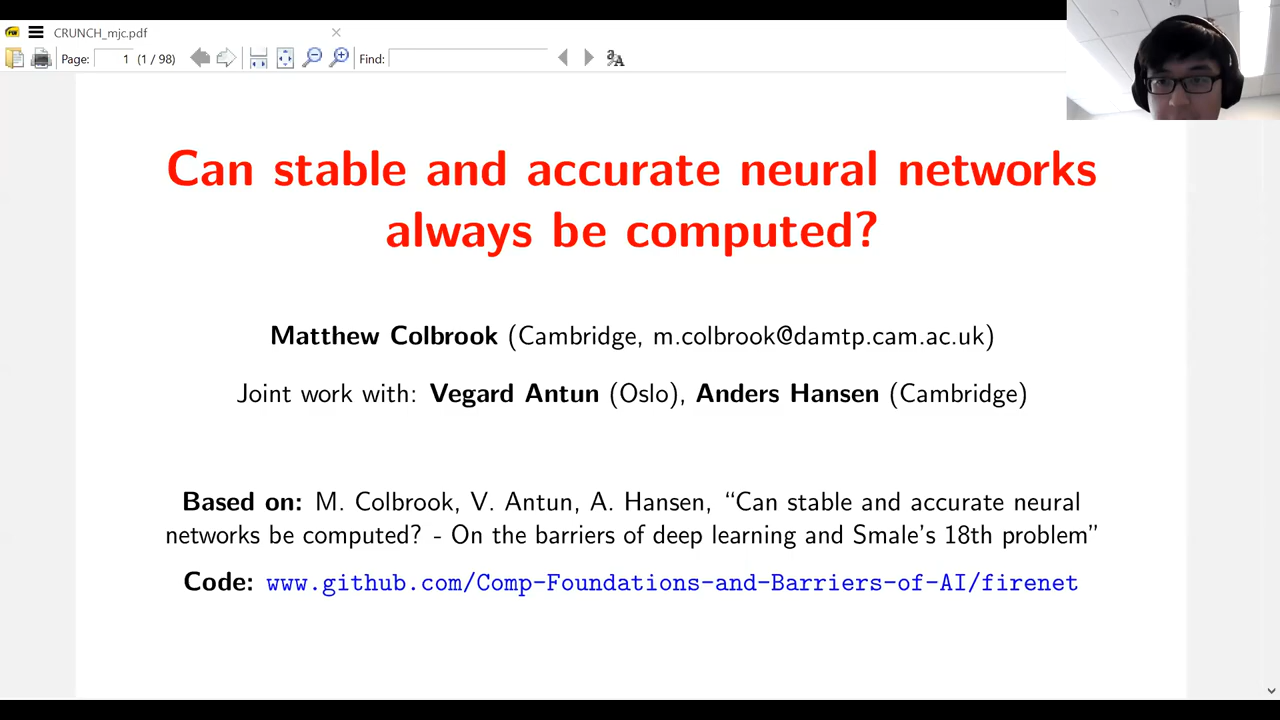 CRUNCH_mjc.pdf
Page: 1 (1 / 98) Find:
Can stable and accurate neural networks
always be computed?
Matthew Colbrook (Cambridge, m.colbrook@damtp.cam.ac.uk)
Joint work with: Vegard Antun (Oslo), Anders Hansen (Cambridge)
Based on: M. Colbrook, V. Antun, A. Hansen, “Can stable and accurate neural
networks be computed? - On the barriers of deep learning and Smale’s 18th problem”
Code: www.github.com/Comp-Foundations-and-Barriers-of-AI/firenet